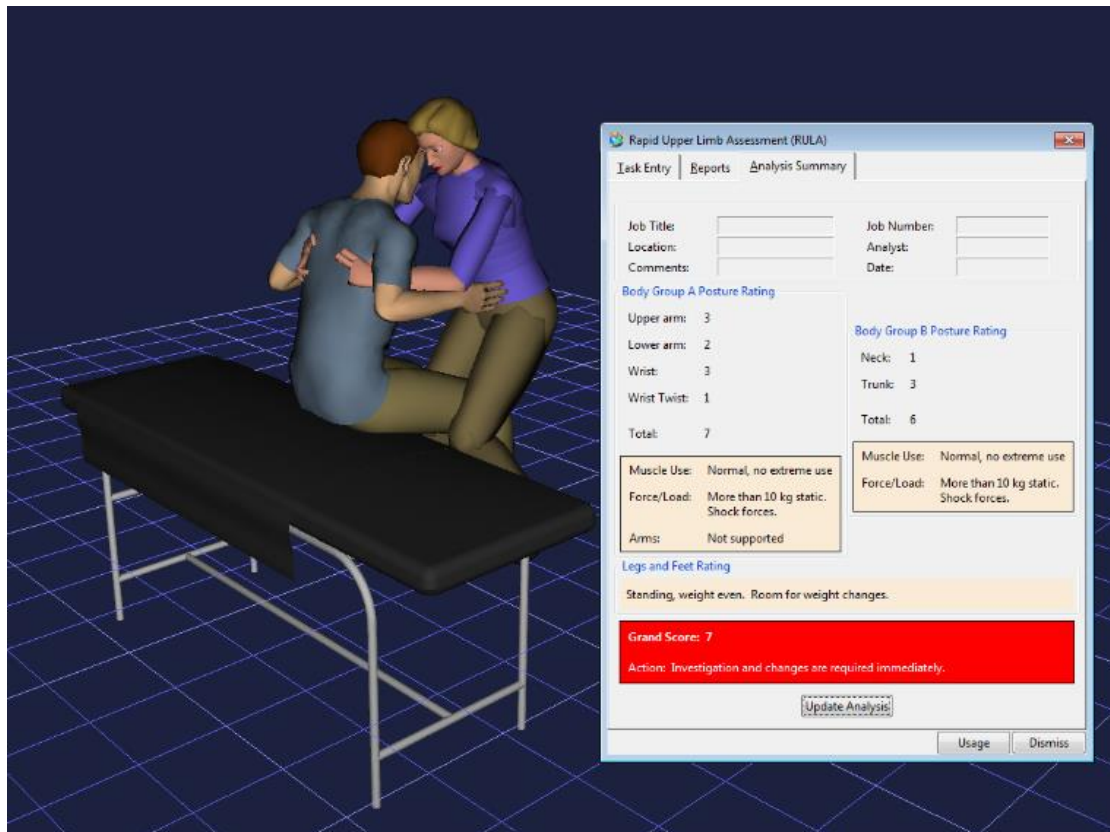 Rapid Upper Limb Assessment (RULA)
Task Entry Reports Analysis Summary
Job Title: Job Number:
Location: Analyst:
Comments: Date:
Body Group A Posture Rating
Upper arm: 3
Lower arm: 2
Wrist: 3
Wrist Twist: 1
Total: 7
Muscle Use: Normal, no extreme use
Force/Load: More than 10 kg static.
Shock forces.
Arms: Not supported
Body Group B Posture Rating
Neck: 1
Trunk: 3
Total: 6
Muscle Use: Normal, no extreme use
Force/Load: More than 10 kg static.
Shock forces.
Legs and Feet Rating
Standing, weight even. Room for weight changes.
Grand Score: 7
Action: Investigation and changes are required immediately.
Update Analysis
Usage Dismiss